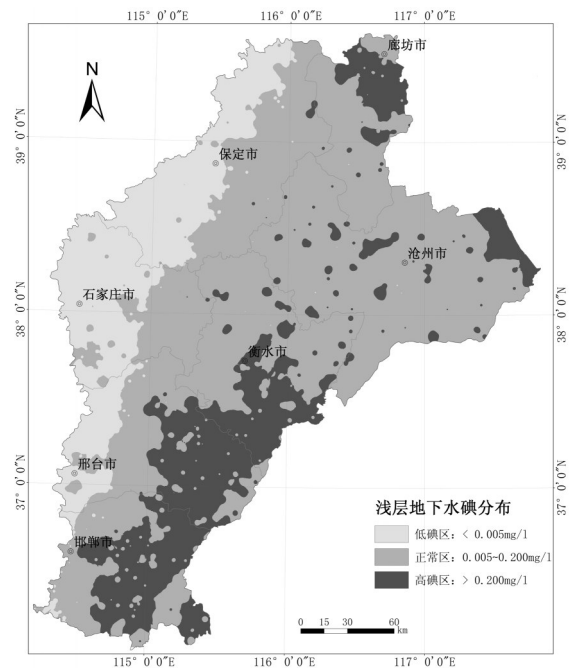 115° 0′0″E
116° 0′0″E
117° 0′0″E
N
39° 0′0″N
38° 0′0″N
37° 0′0″N
廊坊市
保定市
沧州市
石家庄市
衡水市
邢台市
邯郸市
39° 0′0″N
38° 0′0″N
37° 0′0″N
浅层地下水碘分布
低碘区：< 0.005mg/l
正常区：0.005~0.200mg/l
高碘区：> 0.200mg/l
0 15 30 60
km
115° 0′0″E
116° 0′0″E
117° 0′0″E